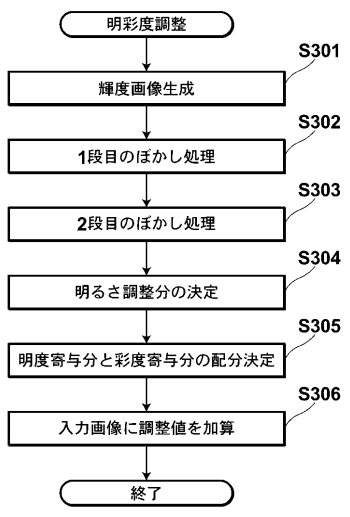 明彩度調整
S301
輝度画像生成
S302
1段目のぼかし処理
S303
2段目のぼかし処理
S304
明るさ調整分の決定
S305
明度寄与分と彩度寄与分の配分決定
S306
入力画像に調整値を加算
終了